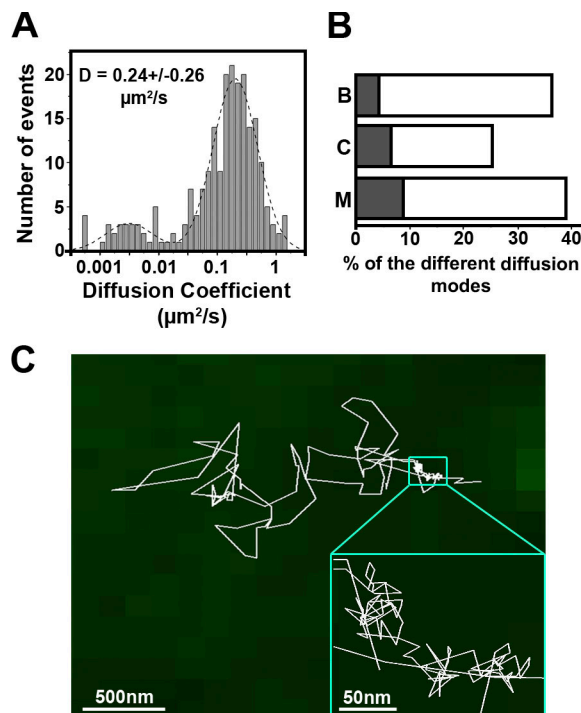 A
Number of events
20
15
10
5
0
D = 0.24+/-0.26
µm²/s
0.001 0.01 0.1 1
Diffusion Coefficient
(µm²/s)
B
B
C
M
0 10 20 30 40
% of the different diffusion
modes
C
500nm
50nm